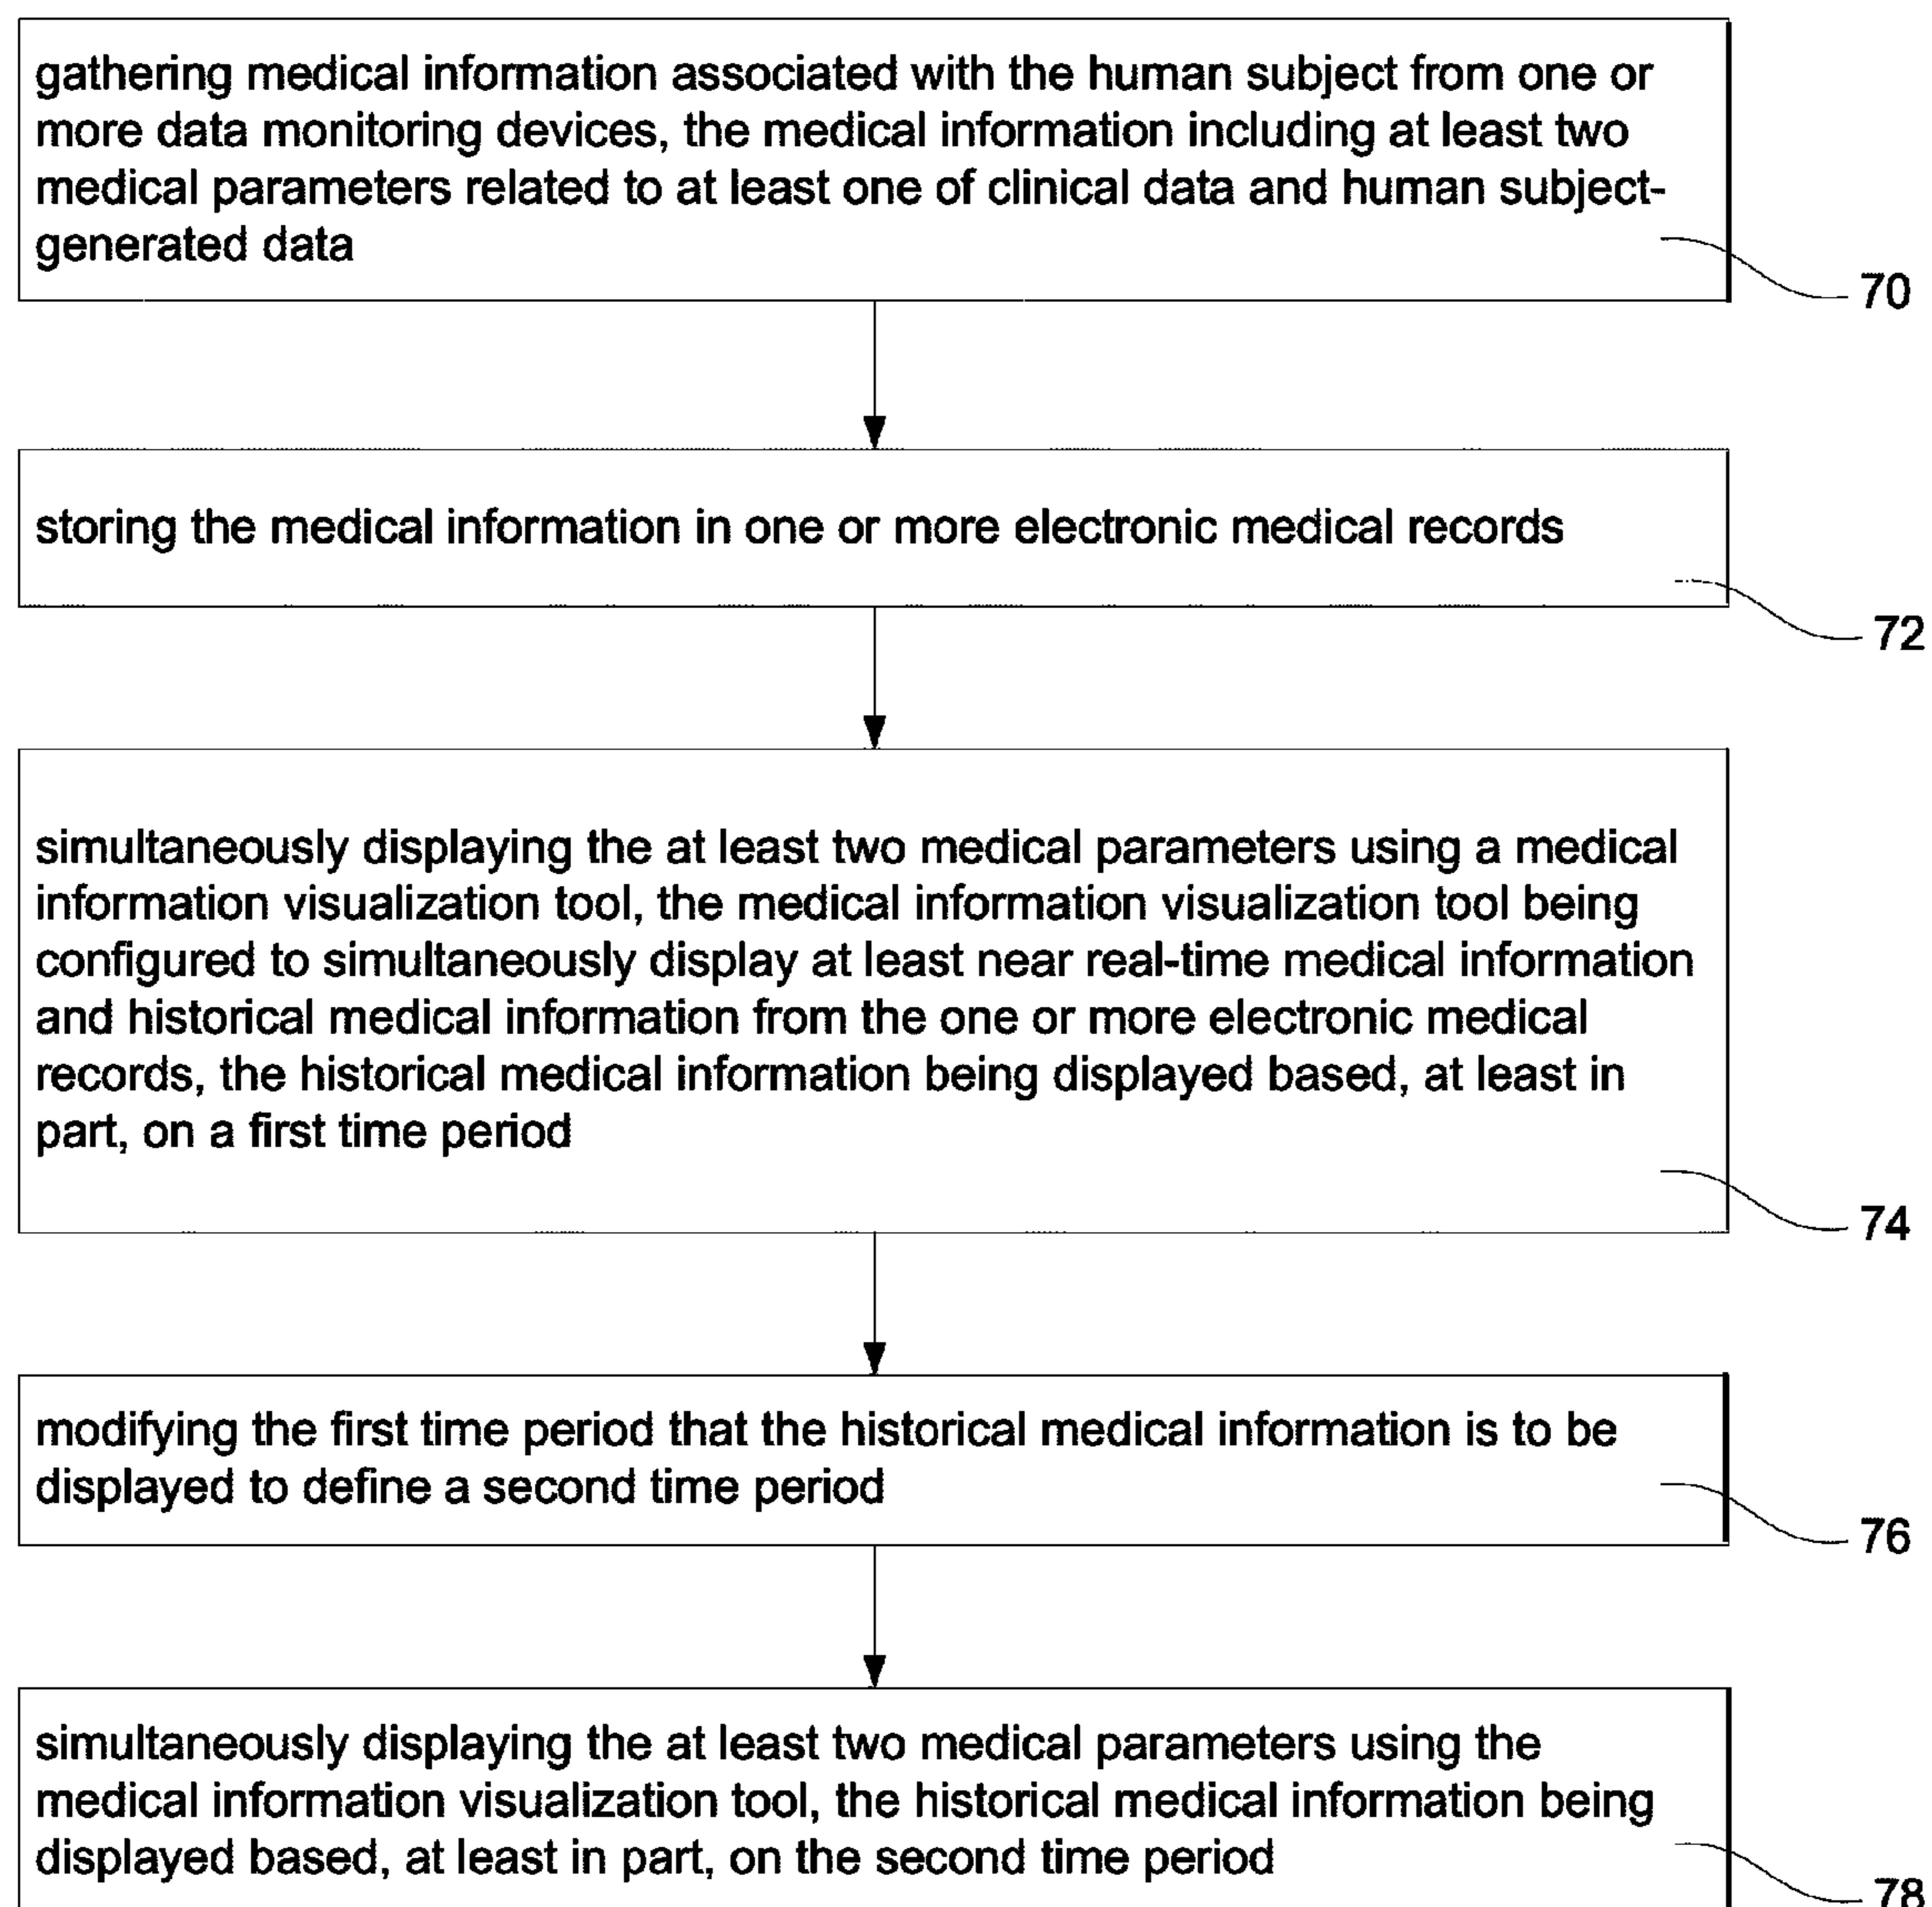 gathering medical information associated with the human subject from one or
more data monitoring devices, the medical information including at least two
medical parameters related to at least one of clinical data and human subject-
generated data
70
storing the medical information in one or more electronic medical records
72
simultaneously displaying the at least two medical parameters using a medical
information visualization tool, the medical information visualization tool being
configured to simultaneously display at least near real-time medical information
and historical medical information from the one or more electronic medical
records, the historical medical information being displayed based, at least in
part, on a first time period
74
modifying the first time period that the historical medical information is to be
displayed to define a second time period
76
simultaneously displaying the at least two medical parameters using the
medical information visualization tool, the historical medical information being
displayed based, at least in part, on the second time period
78